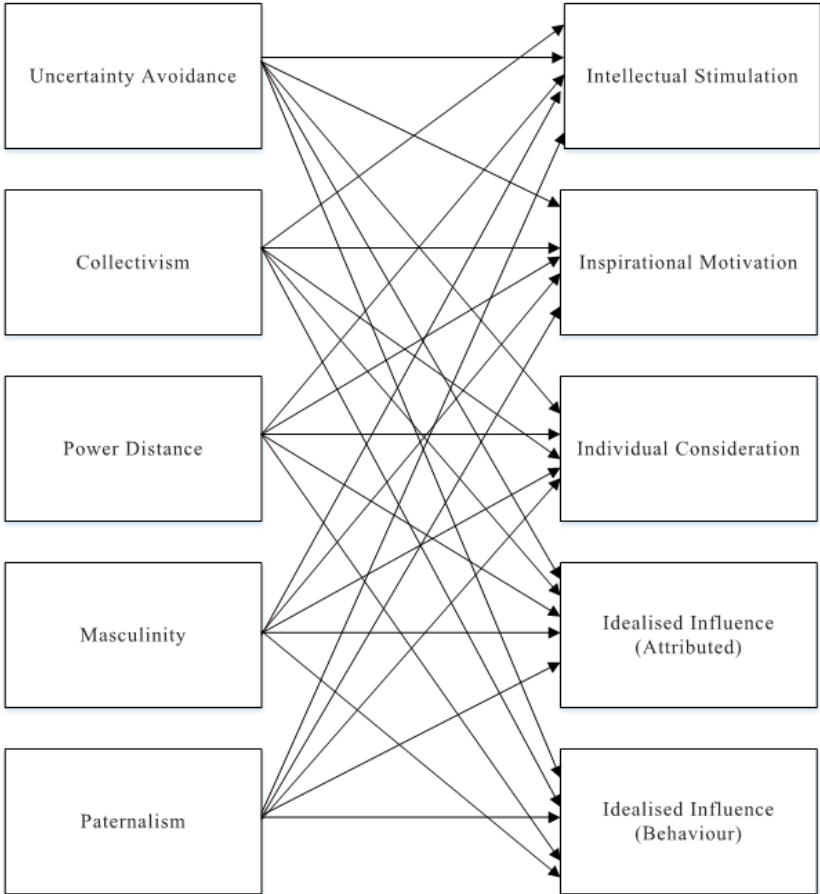 Uncertainty Avoidance
Intellectual Stimulation
Collectivism
Inspirational Motivation
Power Distance
Individual Consideration
Masculinity
Idealised Influence
(Attributed)
Paternalism
Idealised Influence
(Behaviour)